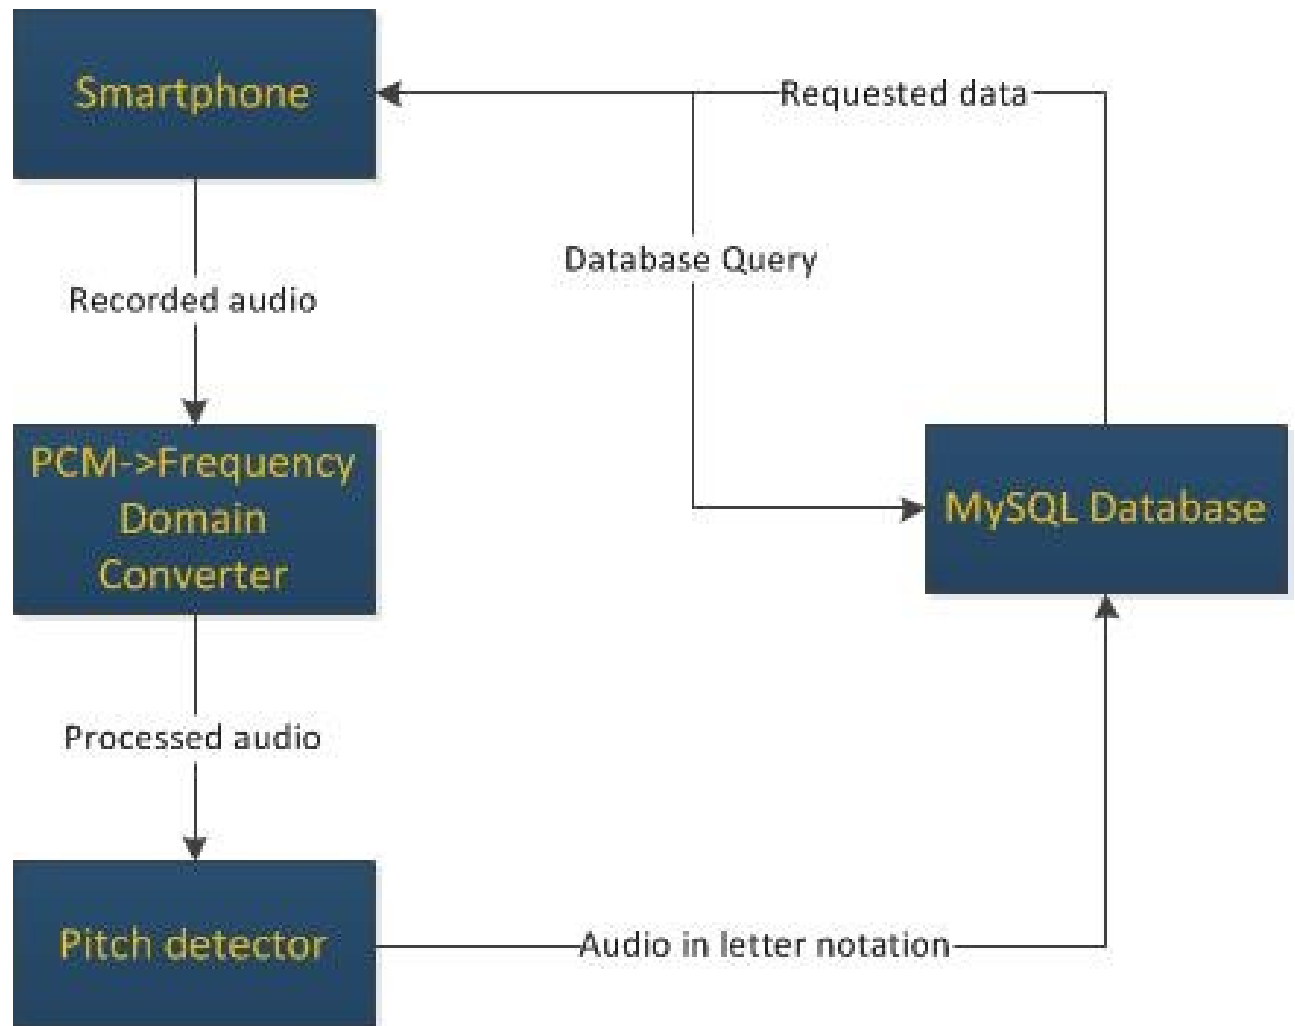 Smartphone
Requested data
Database Query
Recorded audio
PCM->Frequency
Domain
Converter
MySQL Database
Processed audio
Pitch detector
Audio in letter notation